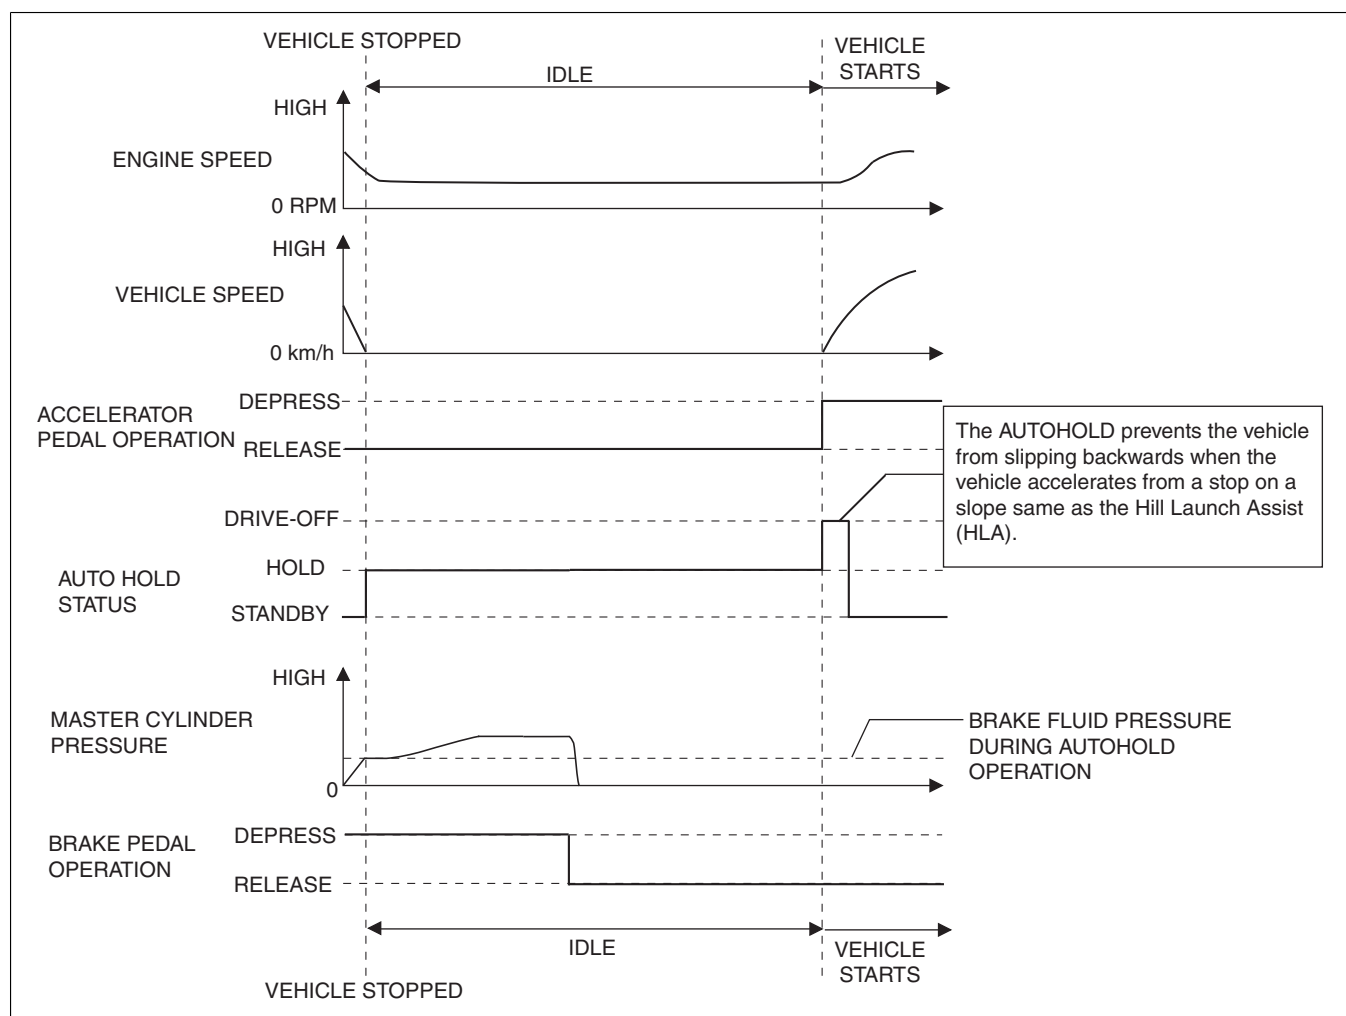 VEHICLE STOPPED
VEHICLE
STARTS
IDLE
HIGH
ENGINE SPEED
0 RPM
HIGH
VEHICLE SPEED
0 km/h
ACCELERATOR
PEDAL OPERATION
DEPRESS
RELEASE
The AUTOHOLD prevents the vehicle
from slipping backwards when the
vehicle accelerates from a stop on a
slope same as the Hill Launch Assist
(HLA).
AUTO HOLD
STATUS
DRIVE-OFF
HOLD
STANDBY
HIGH
MASTER CYLINDER
PRESSURE
0
BRAKE FLUID PRESSURE
DURING AUTOHOLD
OPERATION
BRAKE PEDAL
OPERATION
DEPRESS
RELEASE
IDLE
VEHICLE
STARTS
VEHICLE STOPPED